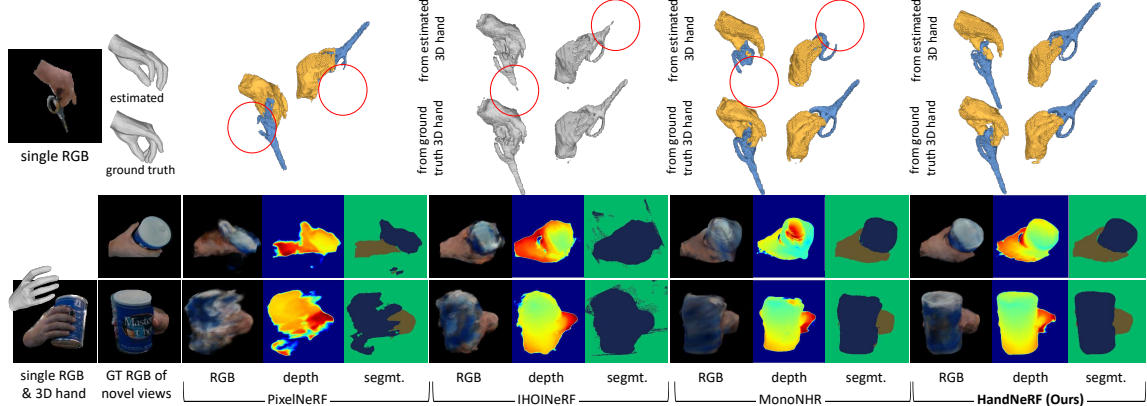 estimated
ground truth
single RGB
from estimated
3D hand
from ground
truth 3D hand
from estimated
3D hand
from ground
truth 3D hand
from estimated
3D hand
from ground
truth 3D hand
Master
Chef
single RGB
& 3D hand
GT RGB of
novel views
RGB depth segmt.
PixelNeRF
RGB depth segmt.
IHOINeRF
RGB depth segmt.
MonoNHR
RGB depth segmt.
HandNeRF (Ours)